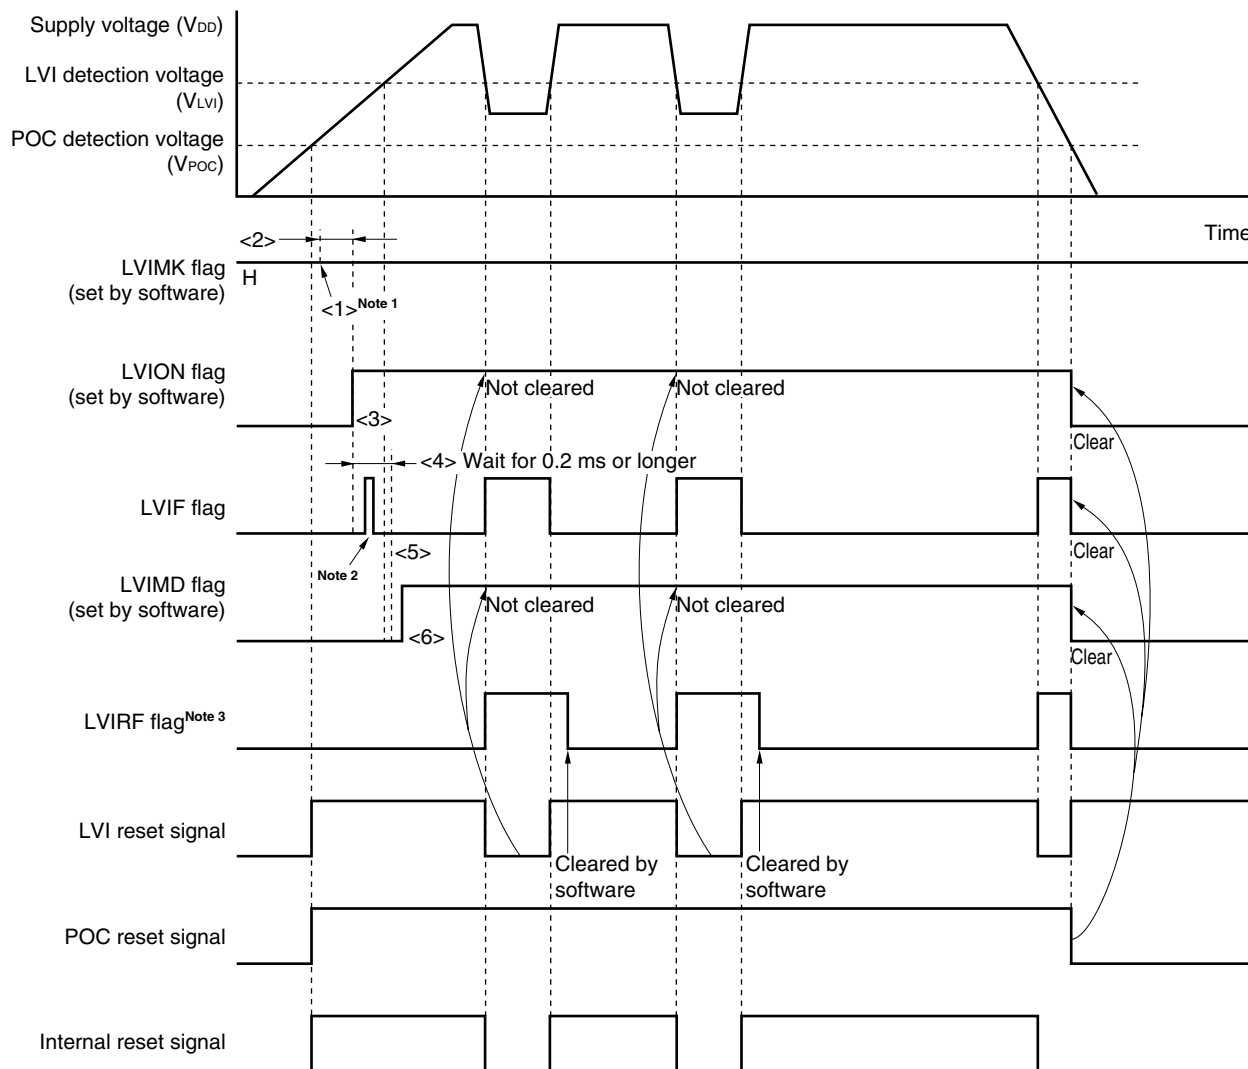 Supply voltage (VDD)
LVI detection voltage
(VLVI)
POC detection voltage
(VPOC)
Time
<2>
LVIMK flag
(set by software)
H
<1>Note 1
LVION flag
(set by software)
Not cleared
Not cleared
<3>
Clear
<4> Wait for 0.2 ms or longer
LVIF flag
Note 2
<5>
Clear
LVIMD flag
(set by software)
Not cleared
Not cleared
<6>
Clear
LVIRF flagNote 3
LVI reset signal
Cleared by
software
Cleared by
software
POC reset signal
Internal reset signal